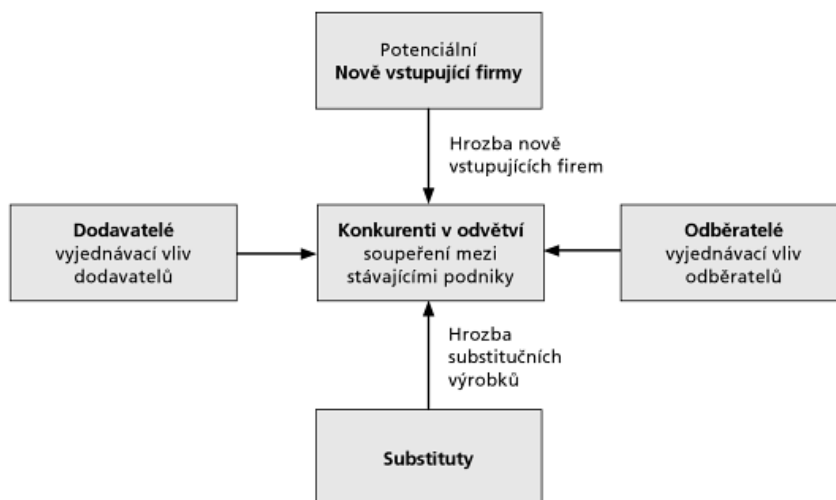 Potenciální
Nově vstupující firmy
Hrozba nově
vstupujících firem
Dodavatelé
vyjednávací vliv
dodavatelů
Konkurenti v odvětví
soupeření mezi
stávajícími podniky
Odběratelé
vyjednávací vliv
odběratelů
Hrozba
substitučních
výrobků
Substituty